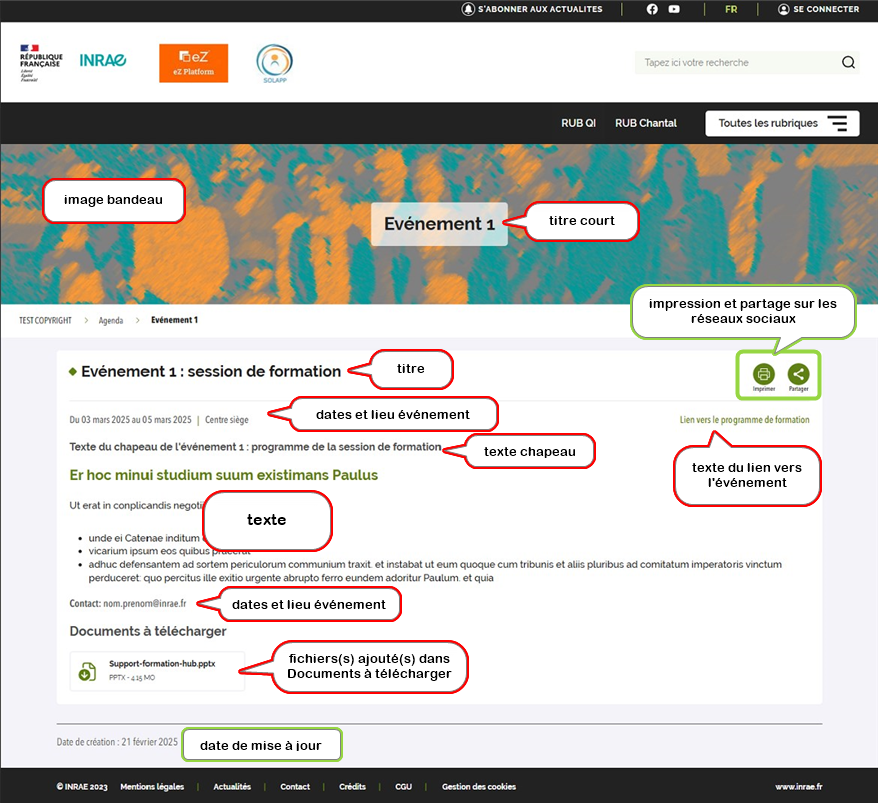 S'ABONNER AUX ACTUALITES | FR | SE CONNECTER
RÉPUBLIQUE
FRANÇAISE
Liberté
Égalité
Fraternité
INRAE
eZ
eZ Platform
SOLAPP
Tapez ici votre recherche
RUB QI RUB Chantal Toutes les rubriques
image bandeau
Evénement 1
titre court
impression et partage sur les
réseaux sociaux
TEST COPYRIGHT > Agenda > Evénement 1
Evénement 1 : session de formation
titre
Imprimer Partager
Du 03 mars 2025 au 05 mars 2025 | Centre siège
dates et lieu événement
Lien vers le programme de formation
Texte du chapeau de l'événement 1 : programme de la session de formation
texte chapeau
texte du lien vers
l'événement
Er hoc minui studium suum existimans Paulus
Ut erat in conplicandis negoti
texte
• unde ei Catenae inditum
• vicarium ipsum eos quibus praeerat
• adhuc defensantem ad sortem periculorum communium traxit. et instabat ut eum quoque cum tribunis et aliis pluribus ad comitatum imperatoris vinctum
perduceret: quo percitus ille exitio urgente abrupto ferro eundem adoritur Paulum. et quia
Contact: nom.prenom@inrae.fr
dates et lieu événement
Documents à télécharger
Support-formation-hub.pptx
PPTX - 4.15 MO
fichiers(s) ajouté(s) dans
Documents à télécharger
Date de création : 21 février 2025
date de mise à jour
© INRAE 2023 Mentions légales | Actualités | Contact | Crédits | CGU | Gestion des cookies www.inrae.fr